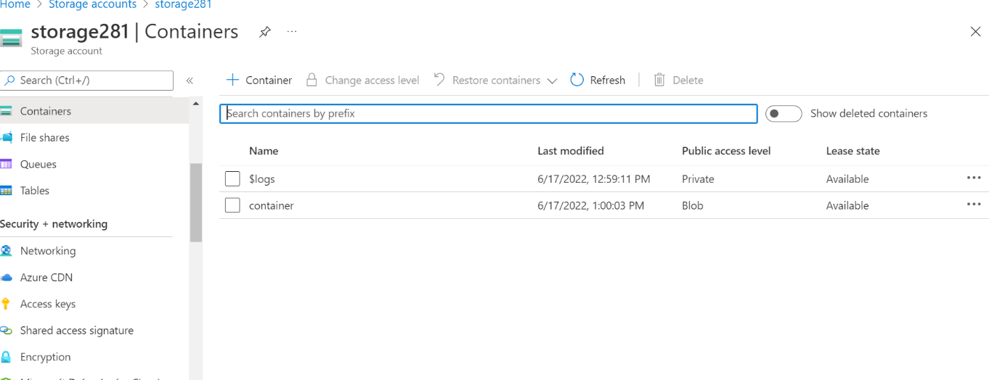 Home > Storage accounts > storage281
storage281 | Containers
Storage account
Search (Ctrl+/)
Containers
File shares
Queues
Tables
Security + networking
Networking
Azure CDN
Access keys
Shared access signature
Encryption
+ Container Change access level Restore containers Refresh Delete
Search containers by prefix
Show deleted containers
Name Last modified Public access level Lease state
$logs 6/17/2022, 12:59:11 PM Private Available
container 6/17/2022, 1:00:03 PM Blob Available